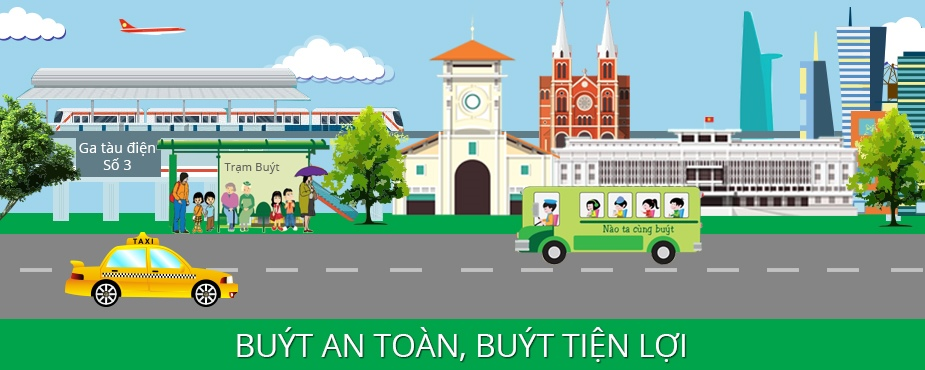 Ga tàu điện
Số 3
Trạm Buýt
TAXI
Nào ta cùng buýt
BUÝT AN TOÀN, BUÝT TIỆN LỢI